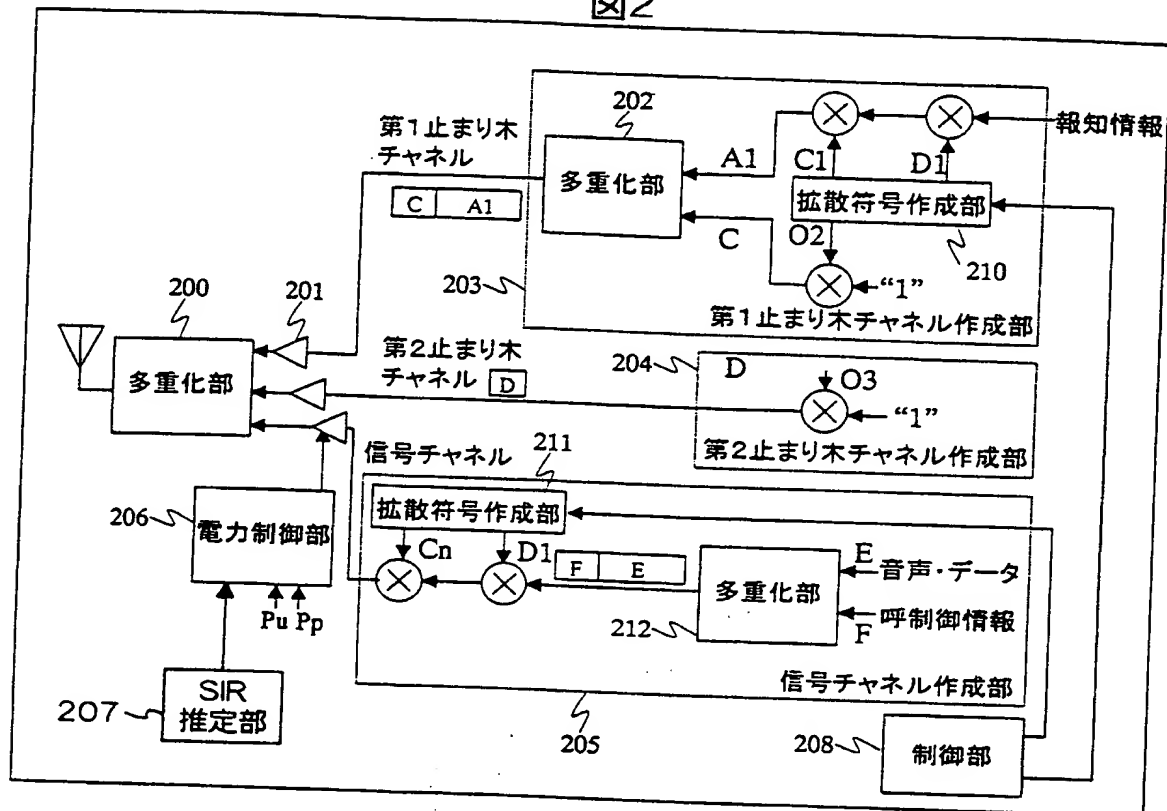 図2
202
第1止まり木
チャネル
C A1
多重化部
A1
C
C1
D1
報知情報
拡散符号作成部
O2
210
"1"
203
第1止まり木チャネル作成部
200
201
多重化部
第2止まり木
チャネル
D
204
D
O3
"1"
第2止まり木チャネル作成部
信号チャネル
211
拡散符号作成部
206
電力制御部
Cn
D1
F E
多重化部
212
E
音声・データ
呼制御情報
F
Pu Pp
信号チャネル作成部
207
SIR
推定部
205
208
制御部